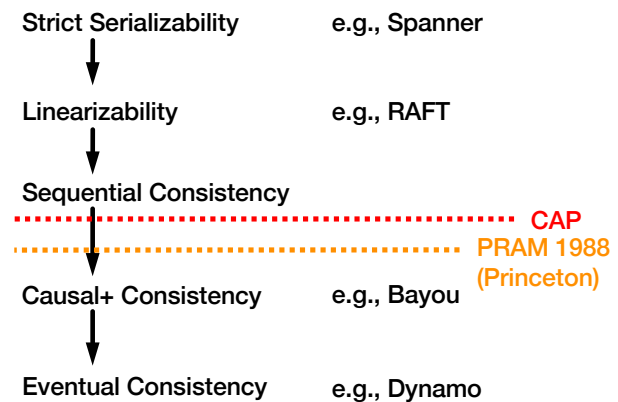 Strict Serializability e.g., Spanner
Linearizability e.g., RAFT
Sequential Consistency
CAP
PRAM 1988
(Princeton)
Causal+ Consistency e.g., Bayou
Eventual Consistency e.g., Dynamo